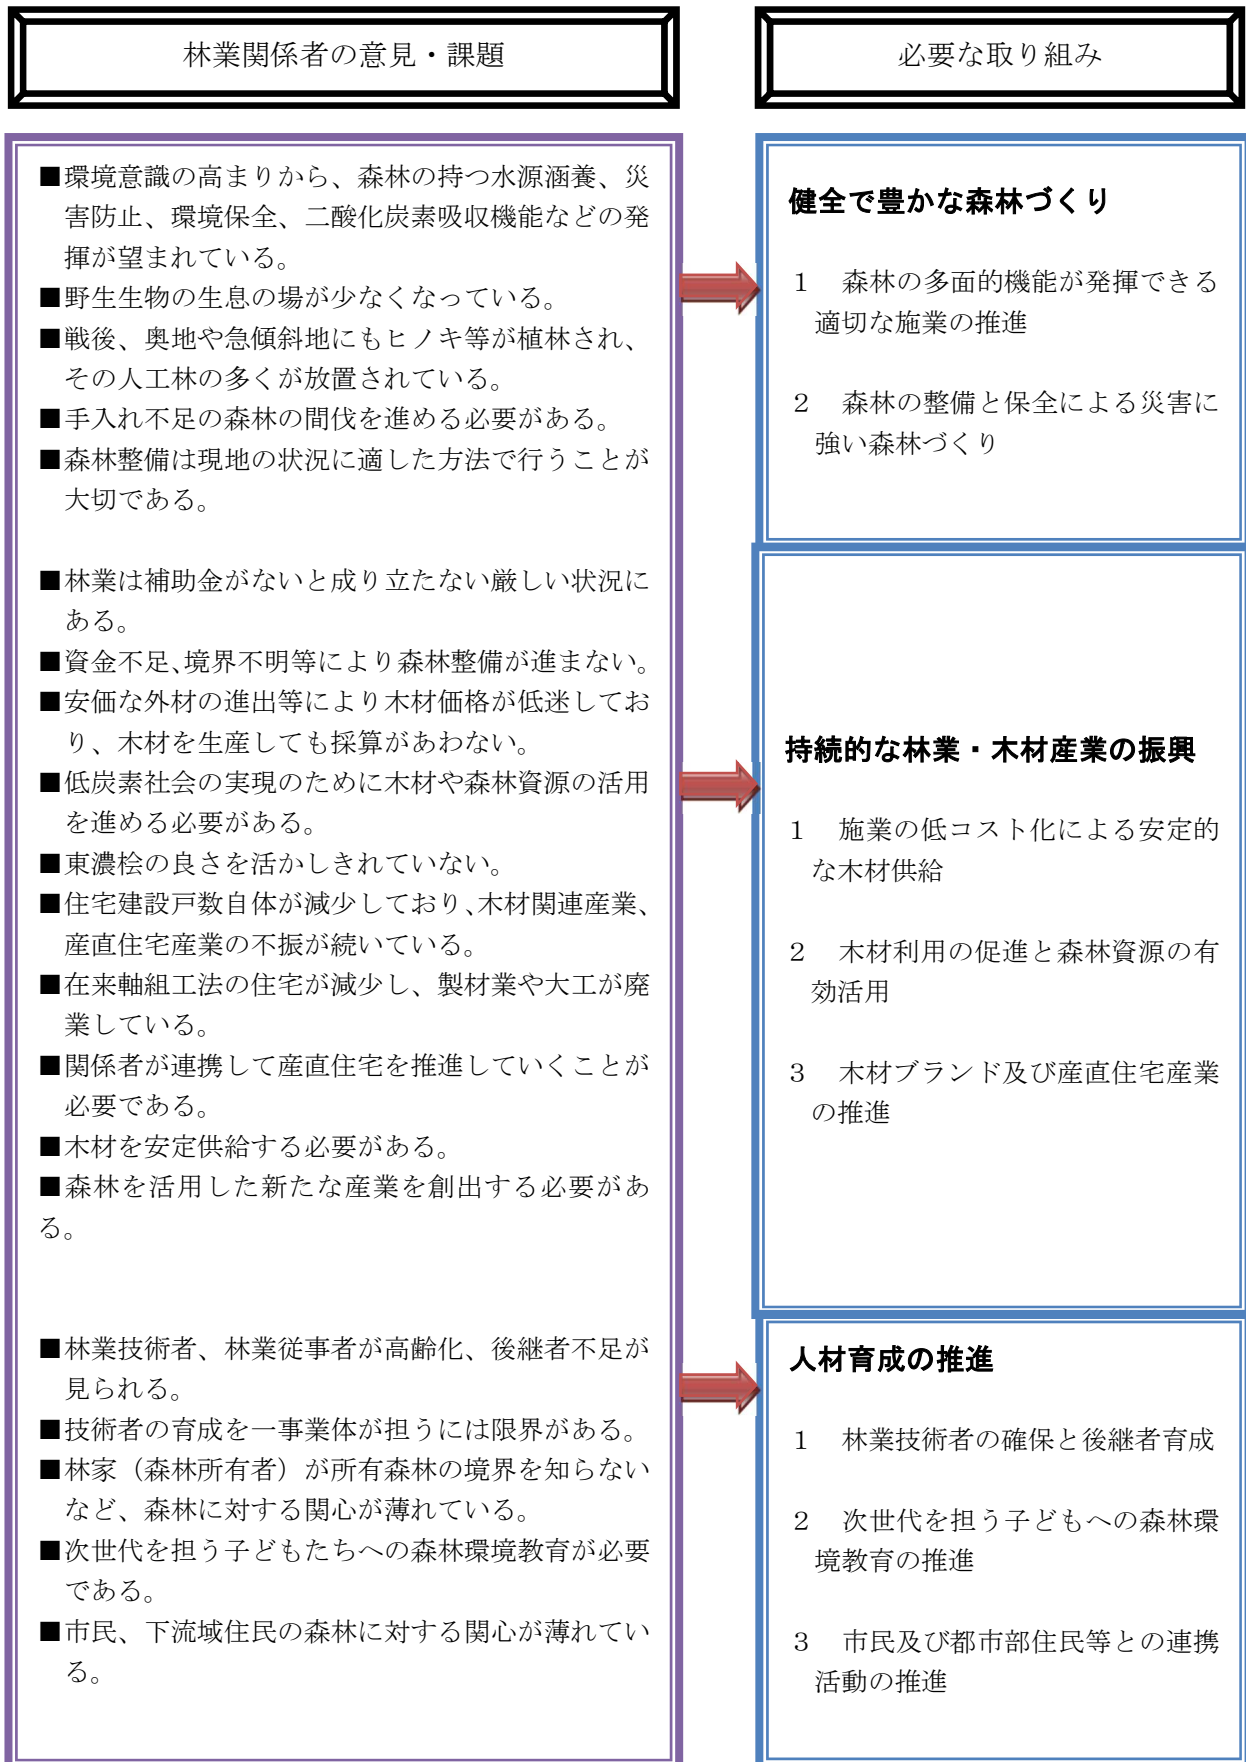 林業関係者の意見・課題
■環境意識の高まりから、森林の持つ水源涵養、災
害防止、環境保全、二酸化炭素吸収機能などの発
揮が望まれている。
■野生生物の生息の場が少なくなっている。
■戦後、奥地や急傾斜地にもヒノキ等が植林され、
その人工林の多くが放置されている。
■手入れ不足の森林の間伐を進める必要がある。
■森林整備は現地の状況に適した方法で行うことが
大切である。
■林業は補助金がないと成り立たない厳しい状況に
ある。
■資金不足、境界不明等により森林整備が進まない。
■安価な外材の進出等により木材価格が低迷してお
り、木材を生産しても採算があわない。
■低炭素社会の実現のために木材や森林資源の活用
を進める必要がある。
■東濃桧の良さを活かしきれていない。
■住宅建設戸数自体が減少しており、木材関連産業、
産直住宅産業の不振が続いている。
■在来軸組工法の住宅が減少し、製材業や大工が廃
業している。
■関係者が連携して産直住宅を推進していくことが
必要である。
■木材を安定供給する必要がある。
■森林を活用した新たな産業を創出する必要があ
る。
■林業技術者、林業従事者が高齢化、後継者不足が
見られる。
■技術者の育成を一事業体が担うには限界がある。
■林家（森林所有者）が所有森林の境界を知らない
など、森林に対する関心が薄れている。
■次世代を担う子どもたちへの森林環境教育が必要
である。
■市民、下流域住民の森林に対する関心が薄れてい
る。
必要な取り組み
健全で豊かな森林づくり
１　森林の多面的機能が発揮できる
適切な施業の推進
２　森林の整備と保全による災害に
強い森林づくり
持続的な林業・木材産業の振興
１　施業の低コスト化による安定的
な木材供給
２　木材利用の促進と森林資源の有
効活用
３　木材ブランド及び産直住宅産業
の推進
人材育成の推進
１　林業技術者の確保と後継者育成
２　次世代を担う子どもへの森林環
境教育の推進
３　市民及び都市部住民等との連携
活動の推進